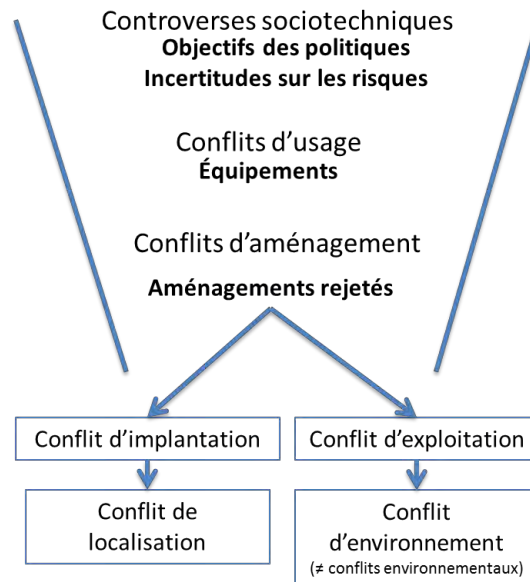 Controverses sociotechniques
Objectifs des politiques
Incertitudes sur les risques
Conflits d’usage
Équipements
Conflits d’aménagement
Aménagements rejetés
Conflit d’implantation
Conflit d’exploitation
Conflit de
localisation
Conflit
d’environnement
(≠ conflits environnementaux)